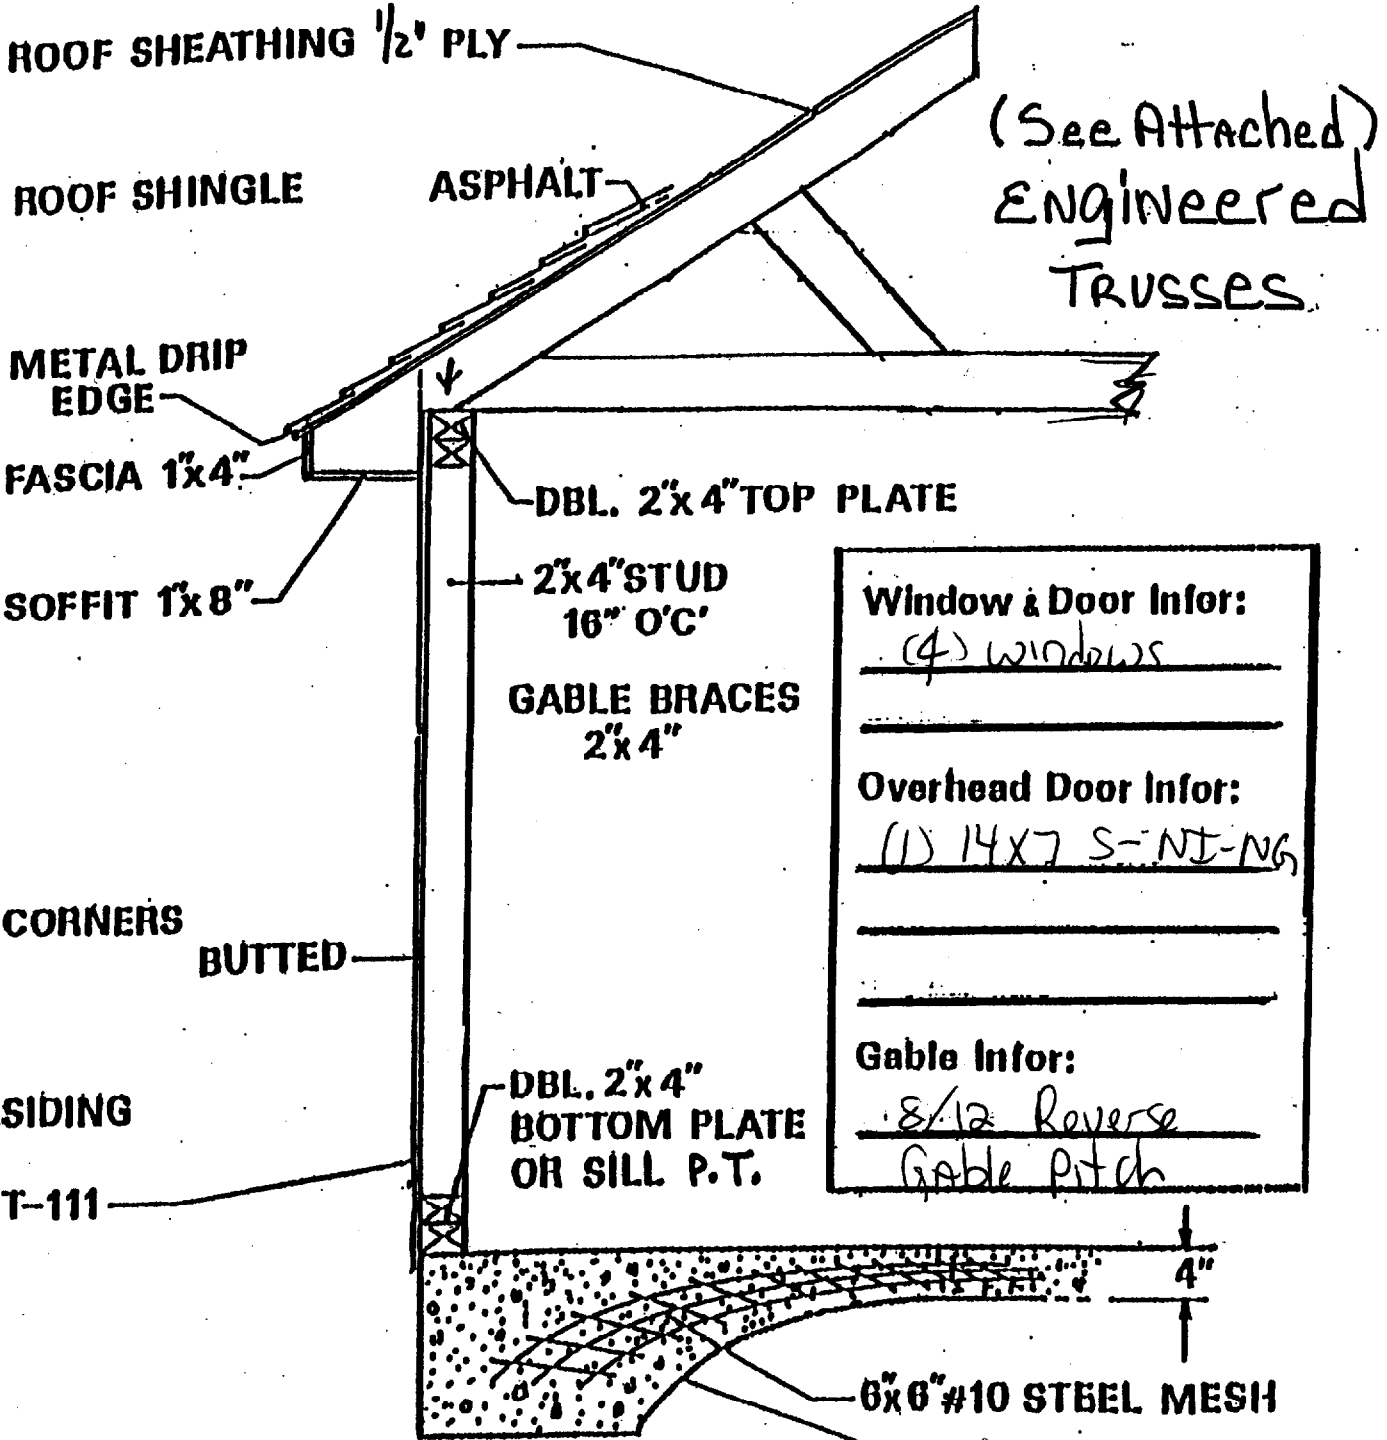 ROOF SHEATHING 1/2" PLY
(See Attached)
ENgiNeered
TRUSSES
ROOF SHINGLE ASPHALT
METAL DRIP
EDGE
FASCIA 1"x4"
SOFFIT 1"x8"
DBL. 2"x4" TOP PLATE
2"x4" STUD
16" O'C'
GABLE BRACES
2"x4"
Window & Door Infor:
(4) windows
Overhead Door Infor:
(1) 14x7 S-NI-NG
Gable Infor:
8/12 Reverse
Gable Pitch
CORNERS
BUTTED
SIDING
T-111
DBL. 2"x4"
BOTTOM PLATE
OR SILL P.T.
4"
6"x6" #10 STEEL MESH